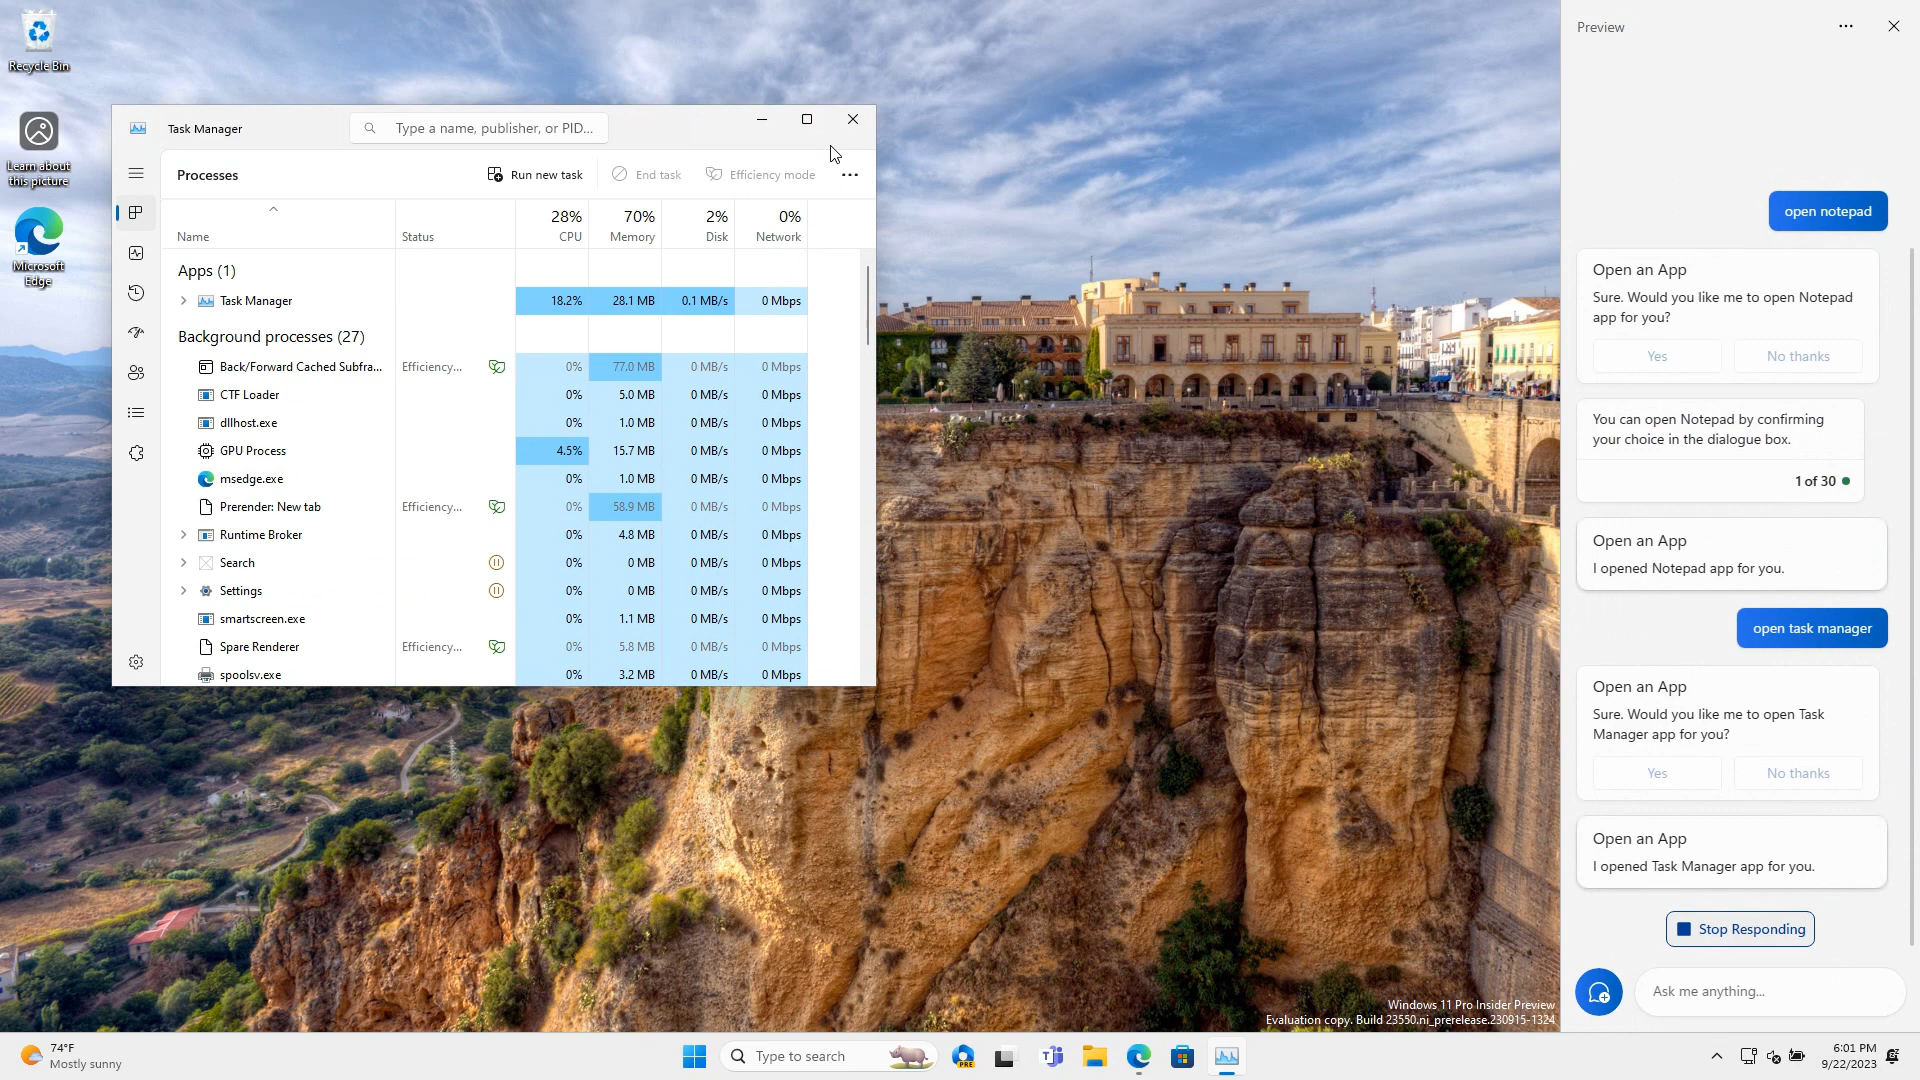 Recycle Bin
Learn about
this picture
Microsoft
Edge
Task Manager
Type a name, publisher, or PID...
Processes
Run new task
End task
Efficiency mode
Name
Status
28%
CPU
70%
Memory
2%
Disk
0%
Network
Apps (1)
Task Manager 18.2% 28.1 MB 0.1 MB/s 0 Mbps
Background processes (27)
Back/Forward Cached Subfra... Efficiency... 0% 77.0 MB 0 MB/s 0 Mbps
CTF Loader 0% 5.0 MB 0 MB/s 0 Mbps
dllhost.exe 0% 1.0 MB 0 MB/s 0 Mbps
GPU Process 4.5% 15.7 MB 0 MB/s 0 Mbps
msedge.exe 0% 1.0 MB 0 MB/s 0 Mbps
Prerender: New tab Efficiency... 0% 58.9 MB 0 MB/s 0 Mbps
Runtime Broker 0% 4.8 MB 0 MB/s 0 Mbps
Search 0% 0 MB 0 MB/s 0 Mbps
Settings 0% 0 MB 0 MB/s 0 Mbps
smartscreen.exe 0% 1.1 MB 0 MB/s 0 Mbps
Spare Renderer Efficiency... 0% 5.8 MB 0 MB/s 0 Mbps
spoolsv.exe 0% 3.2 MB 0 MB/s 0 Mbps
Preview
open notepad
Open an App
Sure. Would you like me to open Notepad
app for you?
Yes
No thanks
You can open Notepad by confirming
your choice in the dialogue box.
1 of 30
Open an App
I opened Notepad app for you.
open task manager
Open an App
Sure. Would you like me to open Task
Manager app for you?
Yes
No thanks
Open an App
I opened Task Manager app for you.
Stop Responding
Ask me anything...
Windows 11 Pro Insider Preview
Evaluation copy. Build 23550.ni_prerelease.230915-1324
74°F
Mostly sunny
Type to search
PRE
6:01 PM
9/22/2023